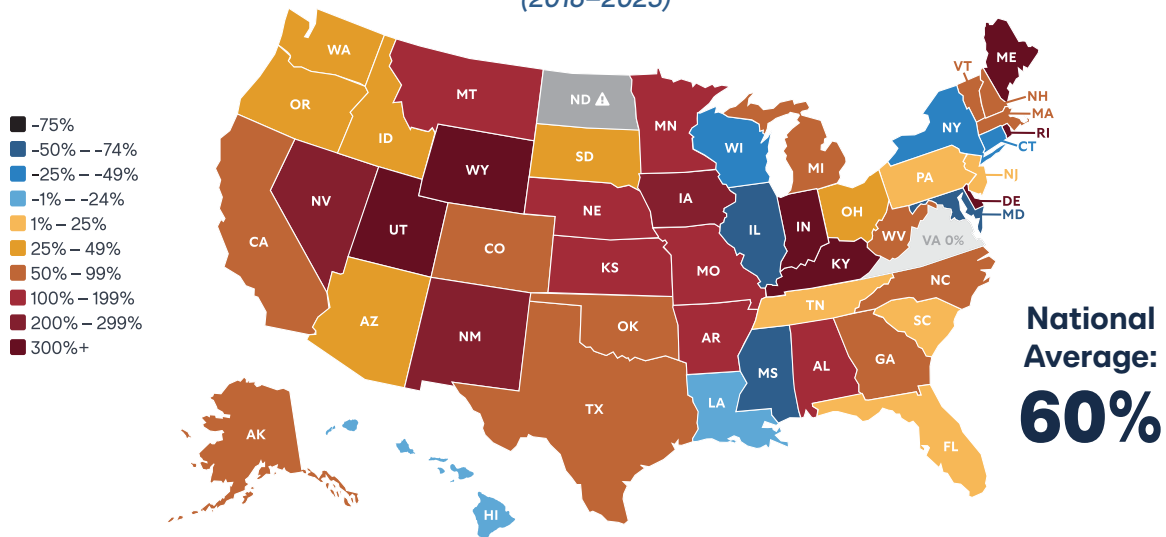 (2018–2023)
-75%
-50% – -74%
-25% – -49%
-1% – -24%
1% – 25%
25% – 49%
50% – 99%
100% – 199%
200% – 299%
300%+
WA
OR
ID
MT
ND
MN
WI
MI
SD
WY
NV
UT
CA
CO
NE
KS
IA
MO
IL
IN
OH
KY
WV
VA 0%
PA
NY
VT
ME
NH
MA
RI
CT
NJ
DE
MD
NC
TN
SC
GA
AL
MS
AR
LA
OK
TX
NM
AZ
FL
AK
HI
National
Average:
60%